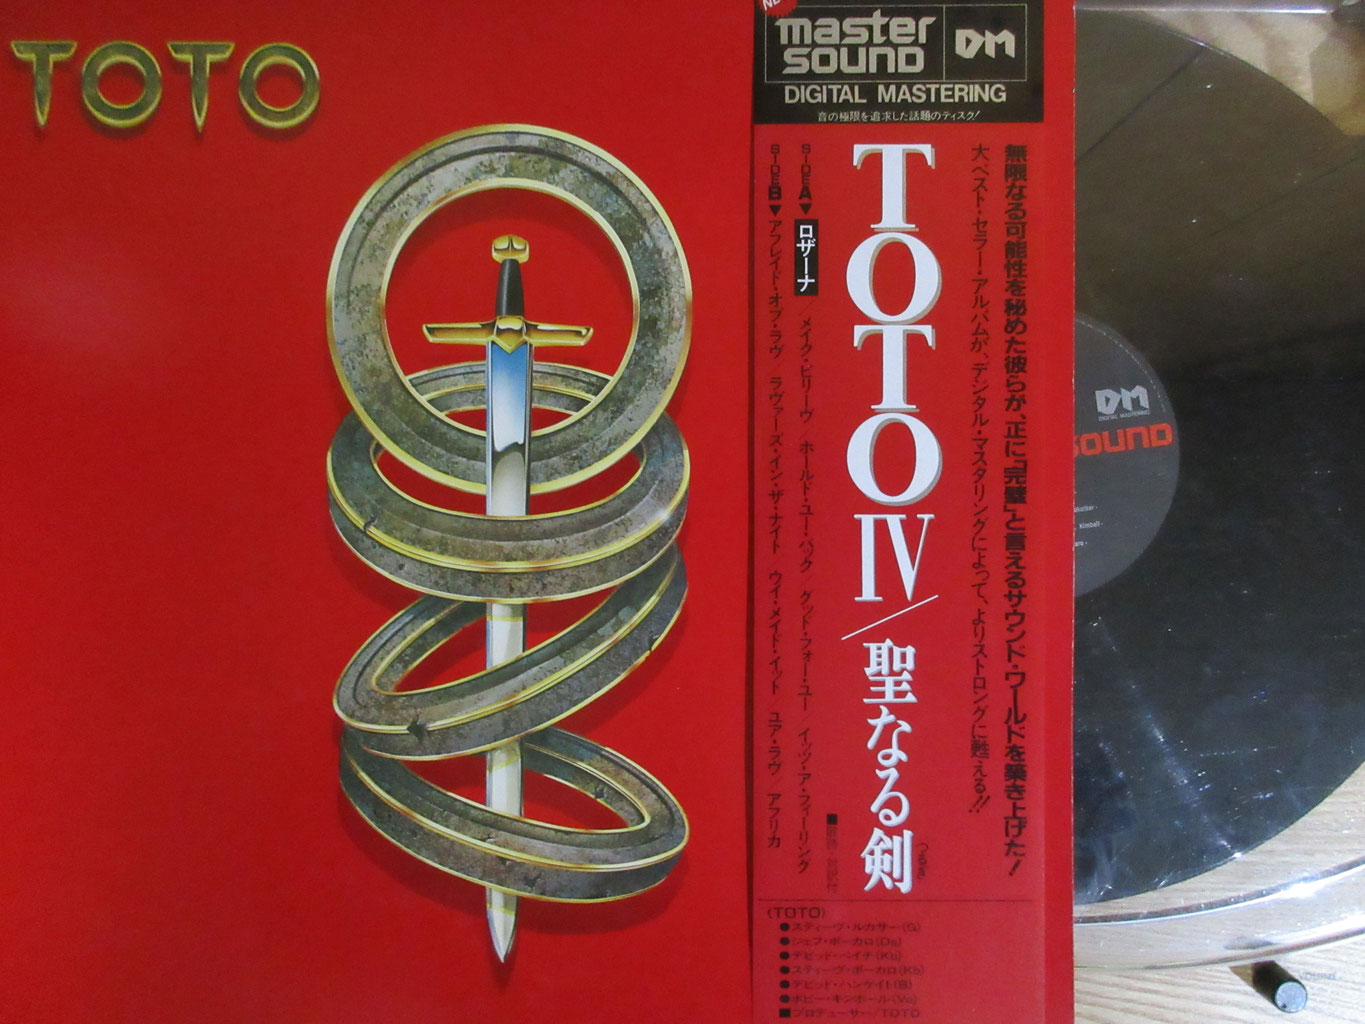 TOTO
master
sound
DM
DIGITAL MASTERING
音の極限を追求した話題のディスク!
無限なる可能性を秘めた彼らが、正に「完璧」と言えるサウンド・ワールドを築き上げた!
大ベスト・セラー・アルバムが、デジタル・マスタリングによって、よりストロングに甦える!!
TOTO IV/聖なる剣
(つるぎ)
■歌詞・対訳付
SIDE A▼ロザーナ メイク・ビリーヴ/ホールド・ユー・バック/グッド・フォー・ユー/イッツ・ア・フィーリング
SIDE B▼アフレイド・オブ・ラヴ ラヴァーズ・イン・ザ・ナイト ウイ・メイド・イット ユア・ラヴ/アフリカ
(TOTO)
●スティーヴ・ルカサー(G)
●ジェフ・ポーカロ(Ds)
●デビッド・ペイチ(Kb)
●スティーヴ・ポーカロ(Kb)
●デビッド・ハンゲイト(B)
●ボビー・キンボール(Vo)
■プロデューサー/TOTO
DM
DIGITAL MASTERING
SOUND
Kimball-